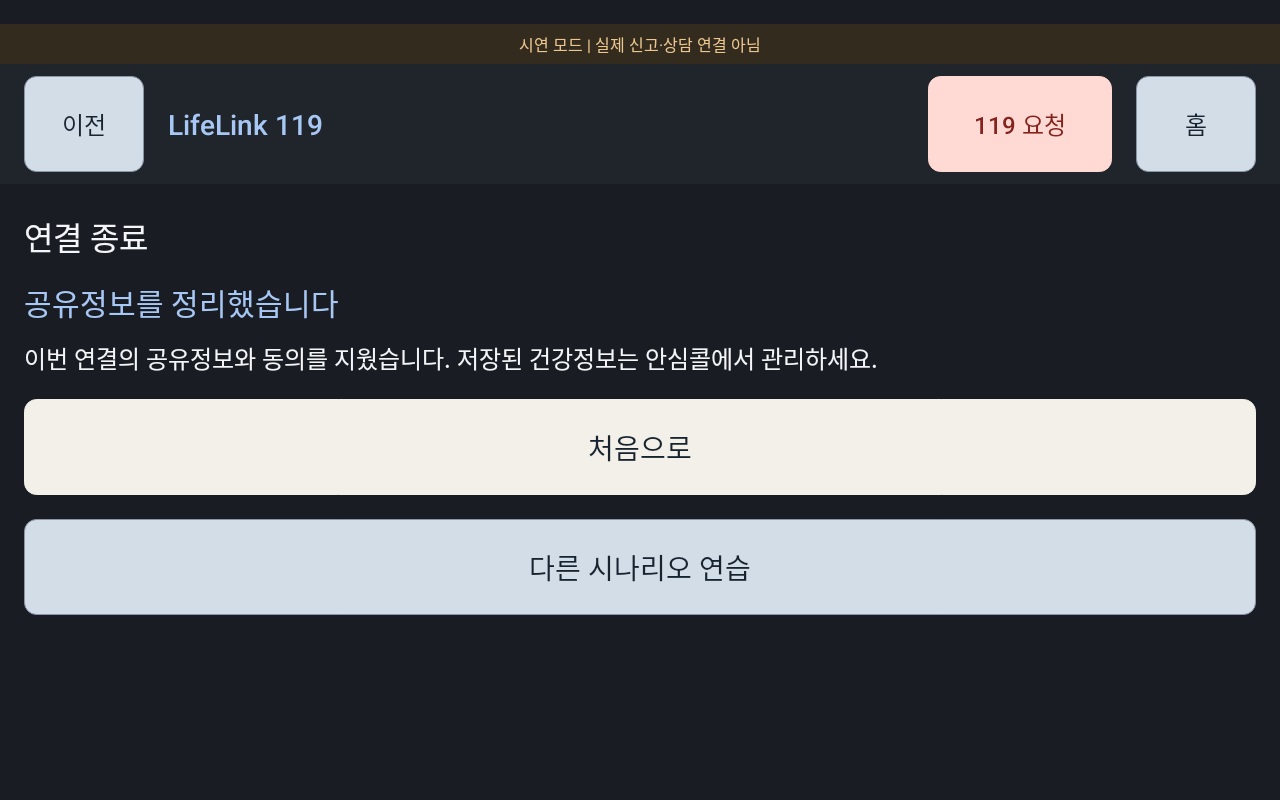 시연 모드 | 실제 신고·상담 연결 아님
이전
LifeLink 119
119 요청
홈
연결 종료
공유정보를 정리했습니다
이번 연결의 공유정보와 동의를 지웠습니다. 저장된 건강정보는 안심콜에서 관리하세요.
처음으로
다른 시나리오 연습